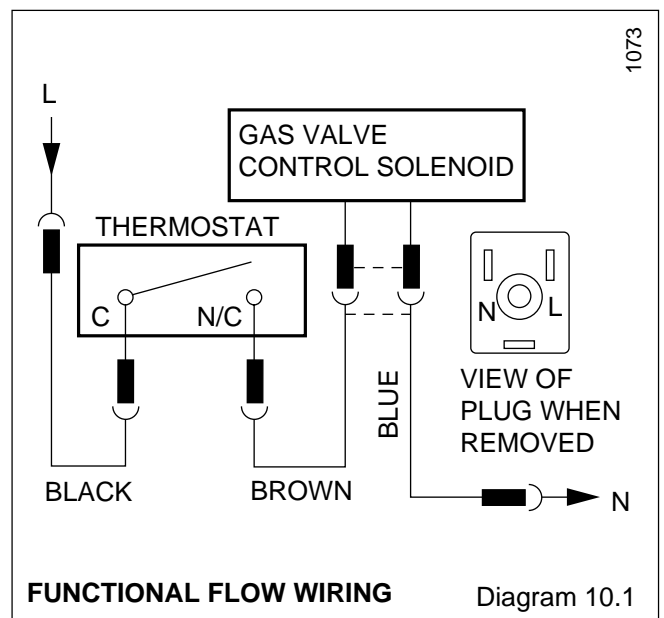 1073
L
GAS VALVE
CONTROL SOLENOID
THERMOSTAT
C
N/C
N
L
BLUE
VIEW OF
PLUG WHEN
REMOVED
BLACK
BROWN
N
FUNCTIONAL FLOW WIRING
Diagram 10.1